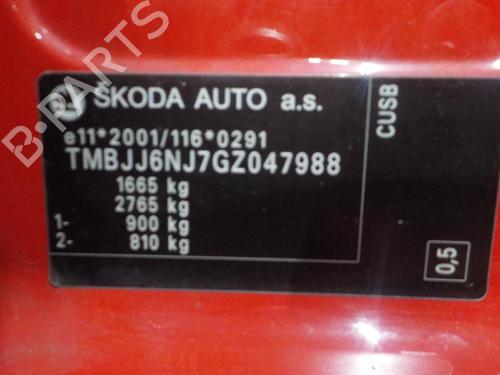 ŠKODA AUTO a.s.
e11*2001/116*0291
TMBJJ6NJ7GZ047988
1665 kg
2765 kg
1- 900 kg
2- 810 kg
CUSB
0,5
B-PARTS